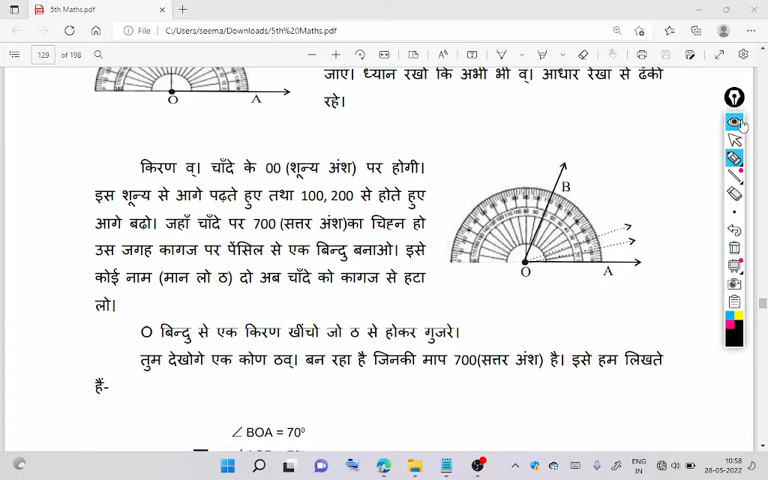 5th Maths.pdf
File
C:/Users/seema/Downloads/5th%20Maths.pdf
129 of 198
O A
जाए। ध्यान रखो कि अभी भी व्। आधार रेखा से ढँकी
रहे।
किरण व्। चाँदे के 00 (शून्य अंश) पर होगी।
इस शून्य से आगे पढ़ते हुए तथा 100, 200 से होते हुए
आगे बढो। जहाँ चाँदे पर 700 (सत्तर अंश)का चिह्न हो
उस जगह कागज पर पेंसिल से एक बिन्दु बनाओ। इसे
कोई नाम (मान लो ठ) दो अब चाँदे को कागज से हटा
लो।
B
O A
O बिन्दु से एक किरण खींचो जो ठ से होकर गुजरे।
तुम देखोगे एक कोण ठव्। बन रहा है जिनकी माप 700(सत्तर अंश) है। इसे हम लिखते
हैं-
∠ BOA = 70⁰
ENG
IN
10:58
28-05-2022